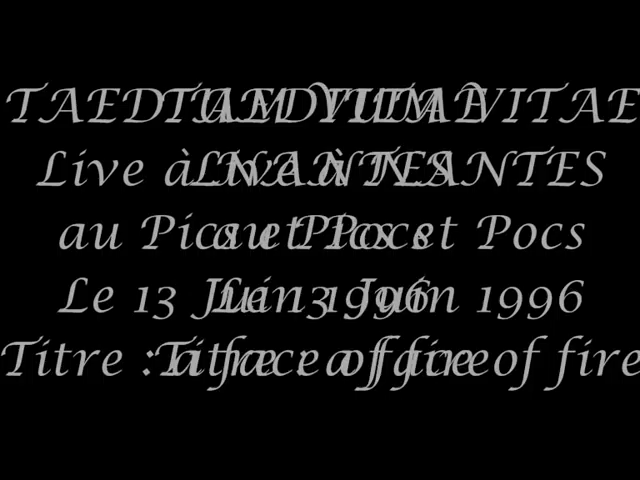 TAEDIUM VITAE
Live à NANTES
au Pics et Pocs
Le 13 Juin 1996
Titre : a face of fire